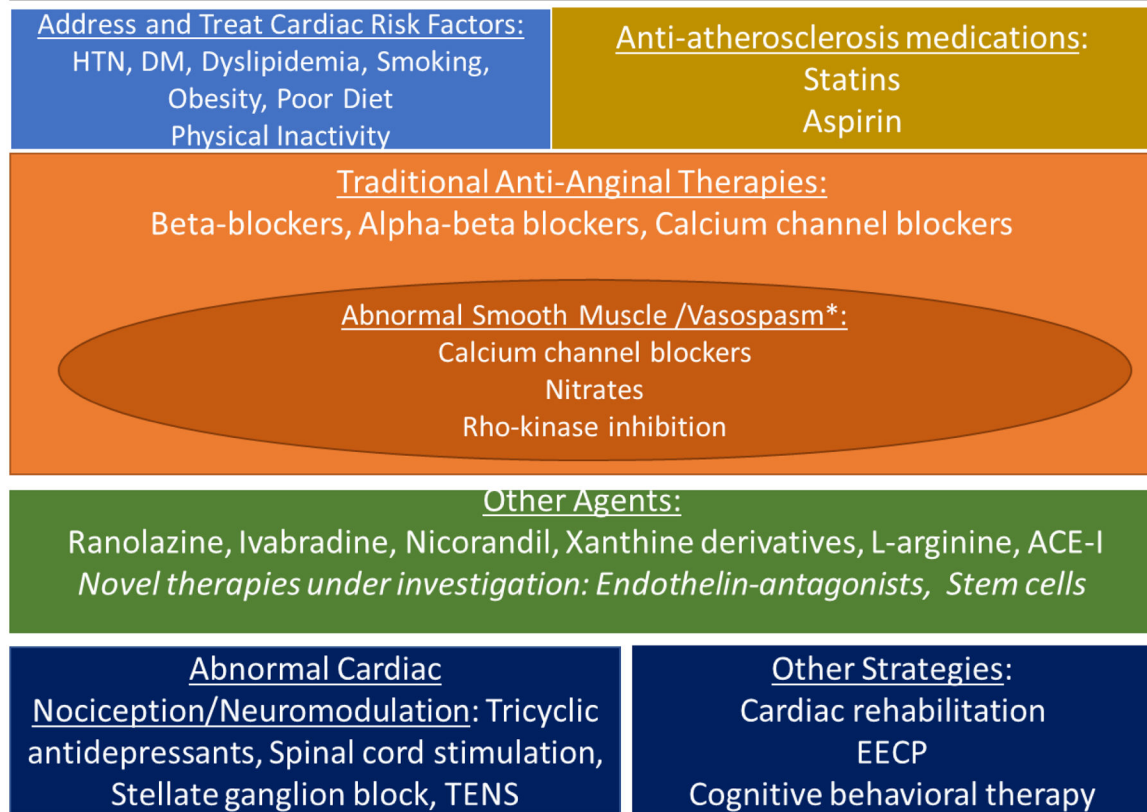 Address and Treat Cardiac Risk Factors:
HTN, DM, Dyslipidemia, Smoking,
Obesity, Poor Diet
Physical Inactivity
Anti-atherosclerosis medications:
Statins
Aspirin
Traditional Anti-Anginal Therapies:
Beta-blockers, Alpha-beta blockers, Calcium channel blockers
Abnormal Smooth Muscle /Vasospasm*:
Calcium channel blockers
Nitrates
Rho-kinase inhibition
Other Agents:
Ranolazine, Ivabradine, Nicorandil, Xanthine derivatives, L-arginine, ACE-I
Novel therapies under investigation: Endothelin-antagonists, Stem cells
Abnormal Cardiac
Nociception/Neuromodulation: Tricyclic
antidepressants, Spinal cord stimulation,
Stellate ganglion block, TENS
Other Strategies:
Cardiac rehabilitation
EECP
Cognitive behavioral therapy